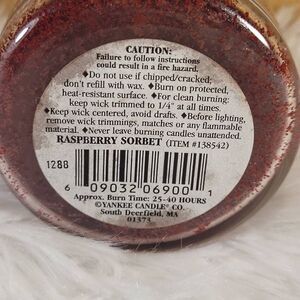 CAUTION:
Failure to follow instructions
could result in a fire hazard.
◆Do not use if chipped/cracked;
don't refill with wax. ◆Burn on protected,
heat-resistant surface. ◆For clean burning:
keep wick trimmed to 1/4" at all times.
◆Keep wick centered, avoid drafts. ◆Before lighting,
remove wick trimmings, matches or any flammable
material. ◆Never leave burning candles unattended.
RASPBERRY SORBET (ITEM #138542)
1288
6 09032 06900 1
Approx. Burn Time: 25-40 HOURS
©YANKEE CANDLE® CO.
South Deerfield, MA
01373